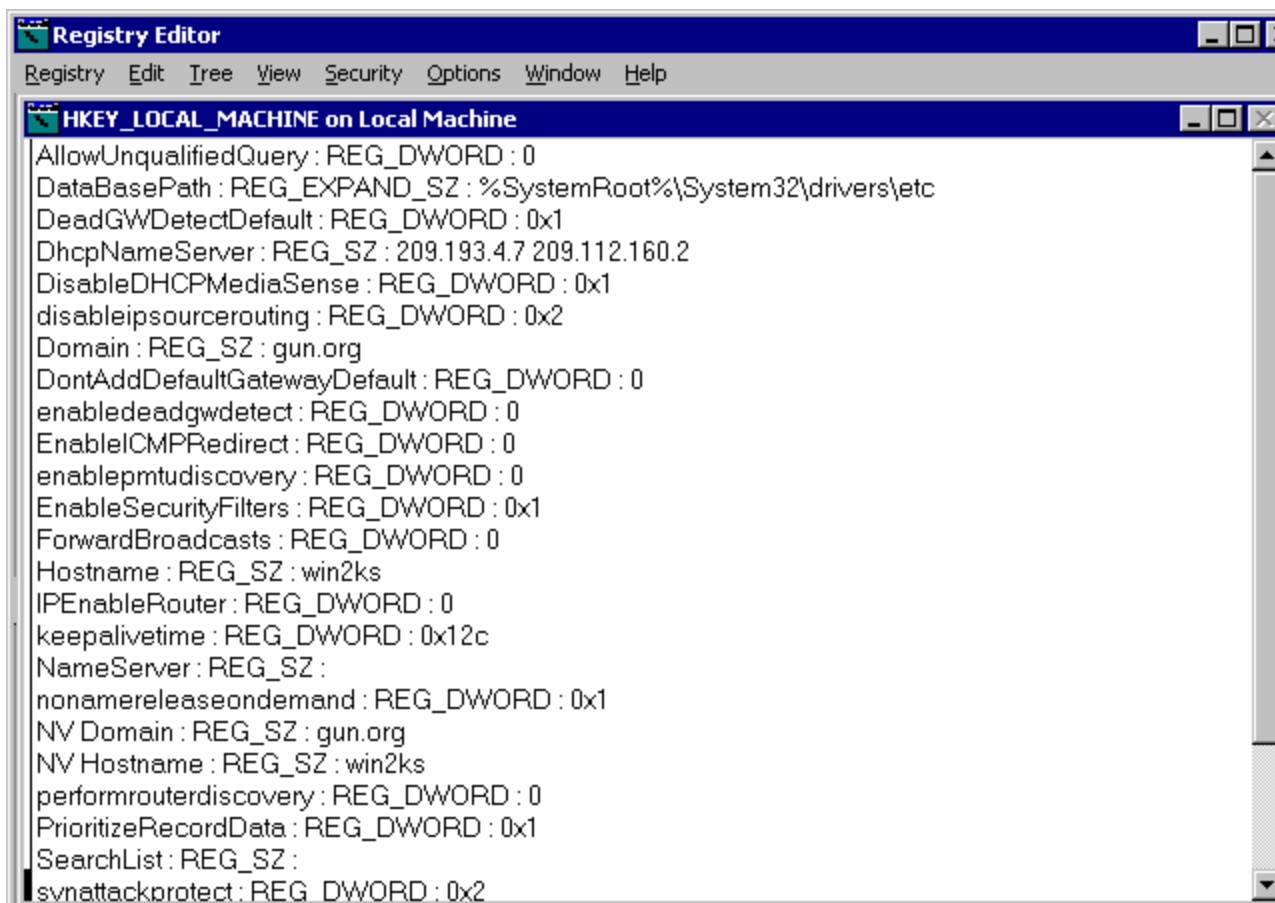 Registry Editor
Registry Edit Tree View Security Options Window Help
HKEY_LOCAL_MACHINE on Local Machine
AllowUnqualifiedQuery : REG_DWORD : 0
DataBasePath : REG_EXPAND_SZ : %SystemRoot%\System32\drivers\etc
DeadGWDetectDefault : REG_DWORD : 0x1
DhcpNameServer : REG_SZ : 209.193.4.7 209.112.160.2
DisableDHCPMediaSense : REG_DWORD : 0x1
disableipsourcerouting : REG_DWORD : 0x2
Domain : REG_SZ : gun.org
DontAddDefaultGatewayDefault : REG_DWORD : 0
enabledeadgwdetect : REG_DWORD : 0
EnableICMPRedirect : REG_DWORD : 0
enablepmtudiscovery : REG_DWORD : 0
EnableSecurityFilters : REG_DWORD : 0x1
ForwardBroadcasts : REG_DWORD : 0
Hostname : REG_SZ : win2ks
IPEnableRouter : REG_DWORD : 0
keepalivetime : REG_DWORD : 0x12c
NameServer : REG_SZ :
nonamereleaseondemand : REG_DWORD : 0x1
NV Domain : REG_SZ : gun.org
NV Hostname : REG_SZ : win2ks
performrouterdiscovery : REG_DWORD : 0
PrioritizeRecordData : REG_DWORD : 0x1
SearchList : REG_SZ :
synattackprotect : REG_DWORD : 0x2